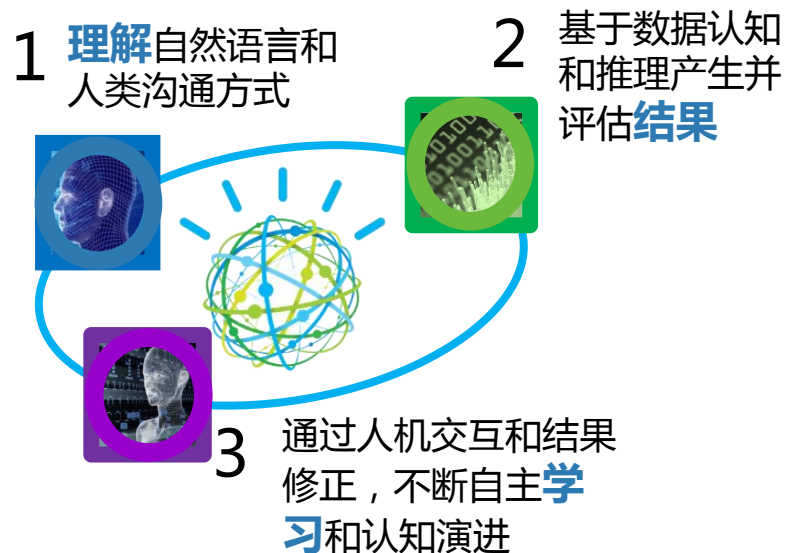 1
理解自然语言和
人类沟通方式
2
基于数据认知
和推理产生并
评估结果
3
通过人机交互和结果
修正，不断自主学
习和认知演进